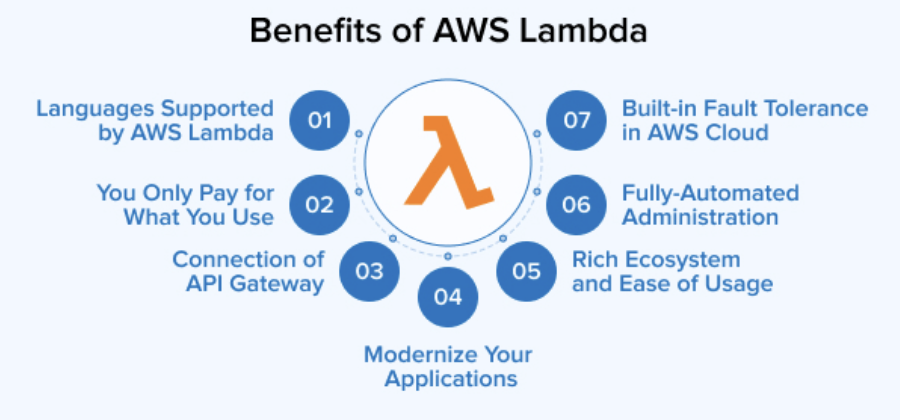 Benefits of AWS Lambda
01
Languages Supported
by AWS Lambda
02
You Only Pay for
What You Use
03
Connection of
API Gateway
04
Modernize Your
Applications
05
Rich Ecosystem
and Ease of Usage
06
Fully-Automated
Administration
07
Built-in Fault Tolerance
in AWS Cloud